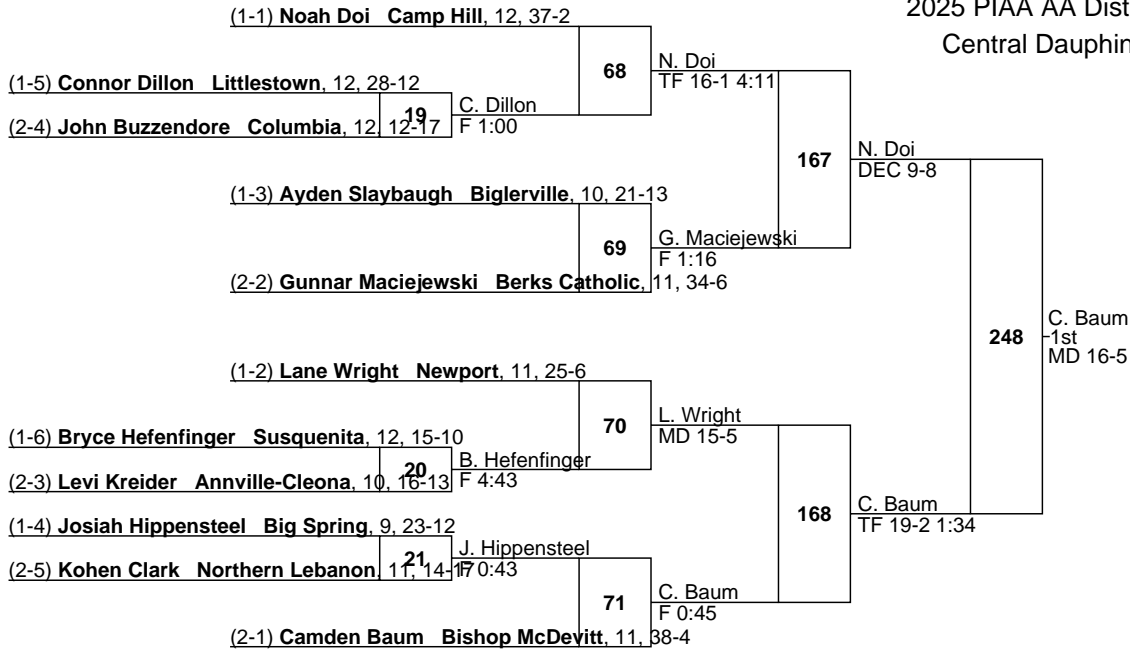 (1-1) Noah Doi Camp Hill, 12, 37-2
2025 PIAA AA Dist
Central Dauphin
68
N. Doi
TF 16-1 4:11
(1-5) Connor Dillon Littlestown, 12, 28-12
19
C. Dillon
F 1:00
(2-4) John Buzzendore Columbia, 12, 12-17
167
N. Doi
DEC 9-8
(1-3) Ayden Slaybaugh Biglerville, 10, 21-13
69
G. Maciejewski
F 1:16
(2-2) Gunnar Maciejewski Berks Catholic, 11, 34-6
248
C. Baum
1st
MD 16-5
(1-2) Lane Wright Newport, 11, 25-6
70
L. Wright
MD 15-5
(1-6) Bryce Hefenfinger Susquenita, 12, 15-10
20
B. Hefenfinger
F 4:43
(2-3) Levi Kreider Annville-Cleona, 10, 16-13
168
C. Baum
TF 19-2 1:34
(1-4) Josiah Hippensteel Big Spring, 9, 23-12
21
J. Hippensteel
F 0:43
(2-5) Kohen Clark Northern Lebanon, 11, 14-17
71
C. Baum
F 0:45
(2-1) Camden Baum Bishop McDevitt, 11, 38-4